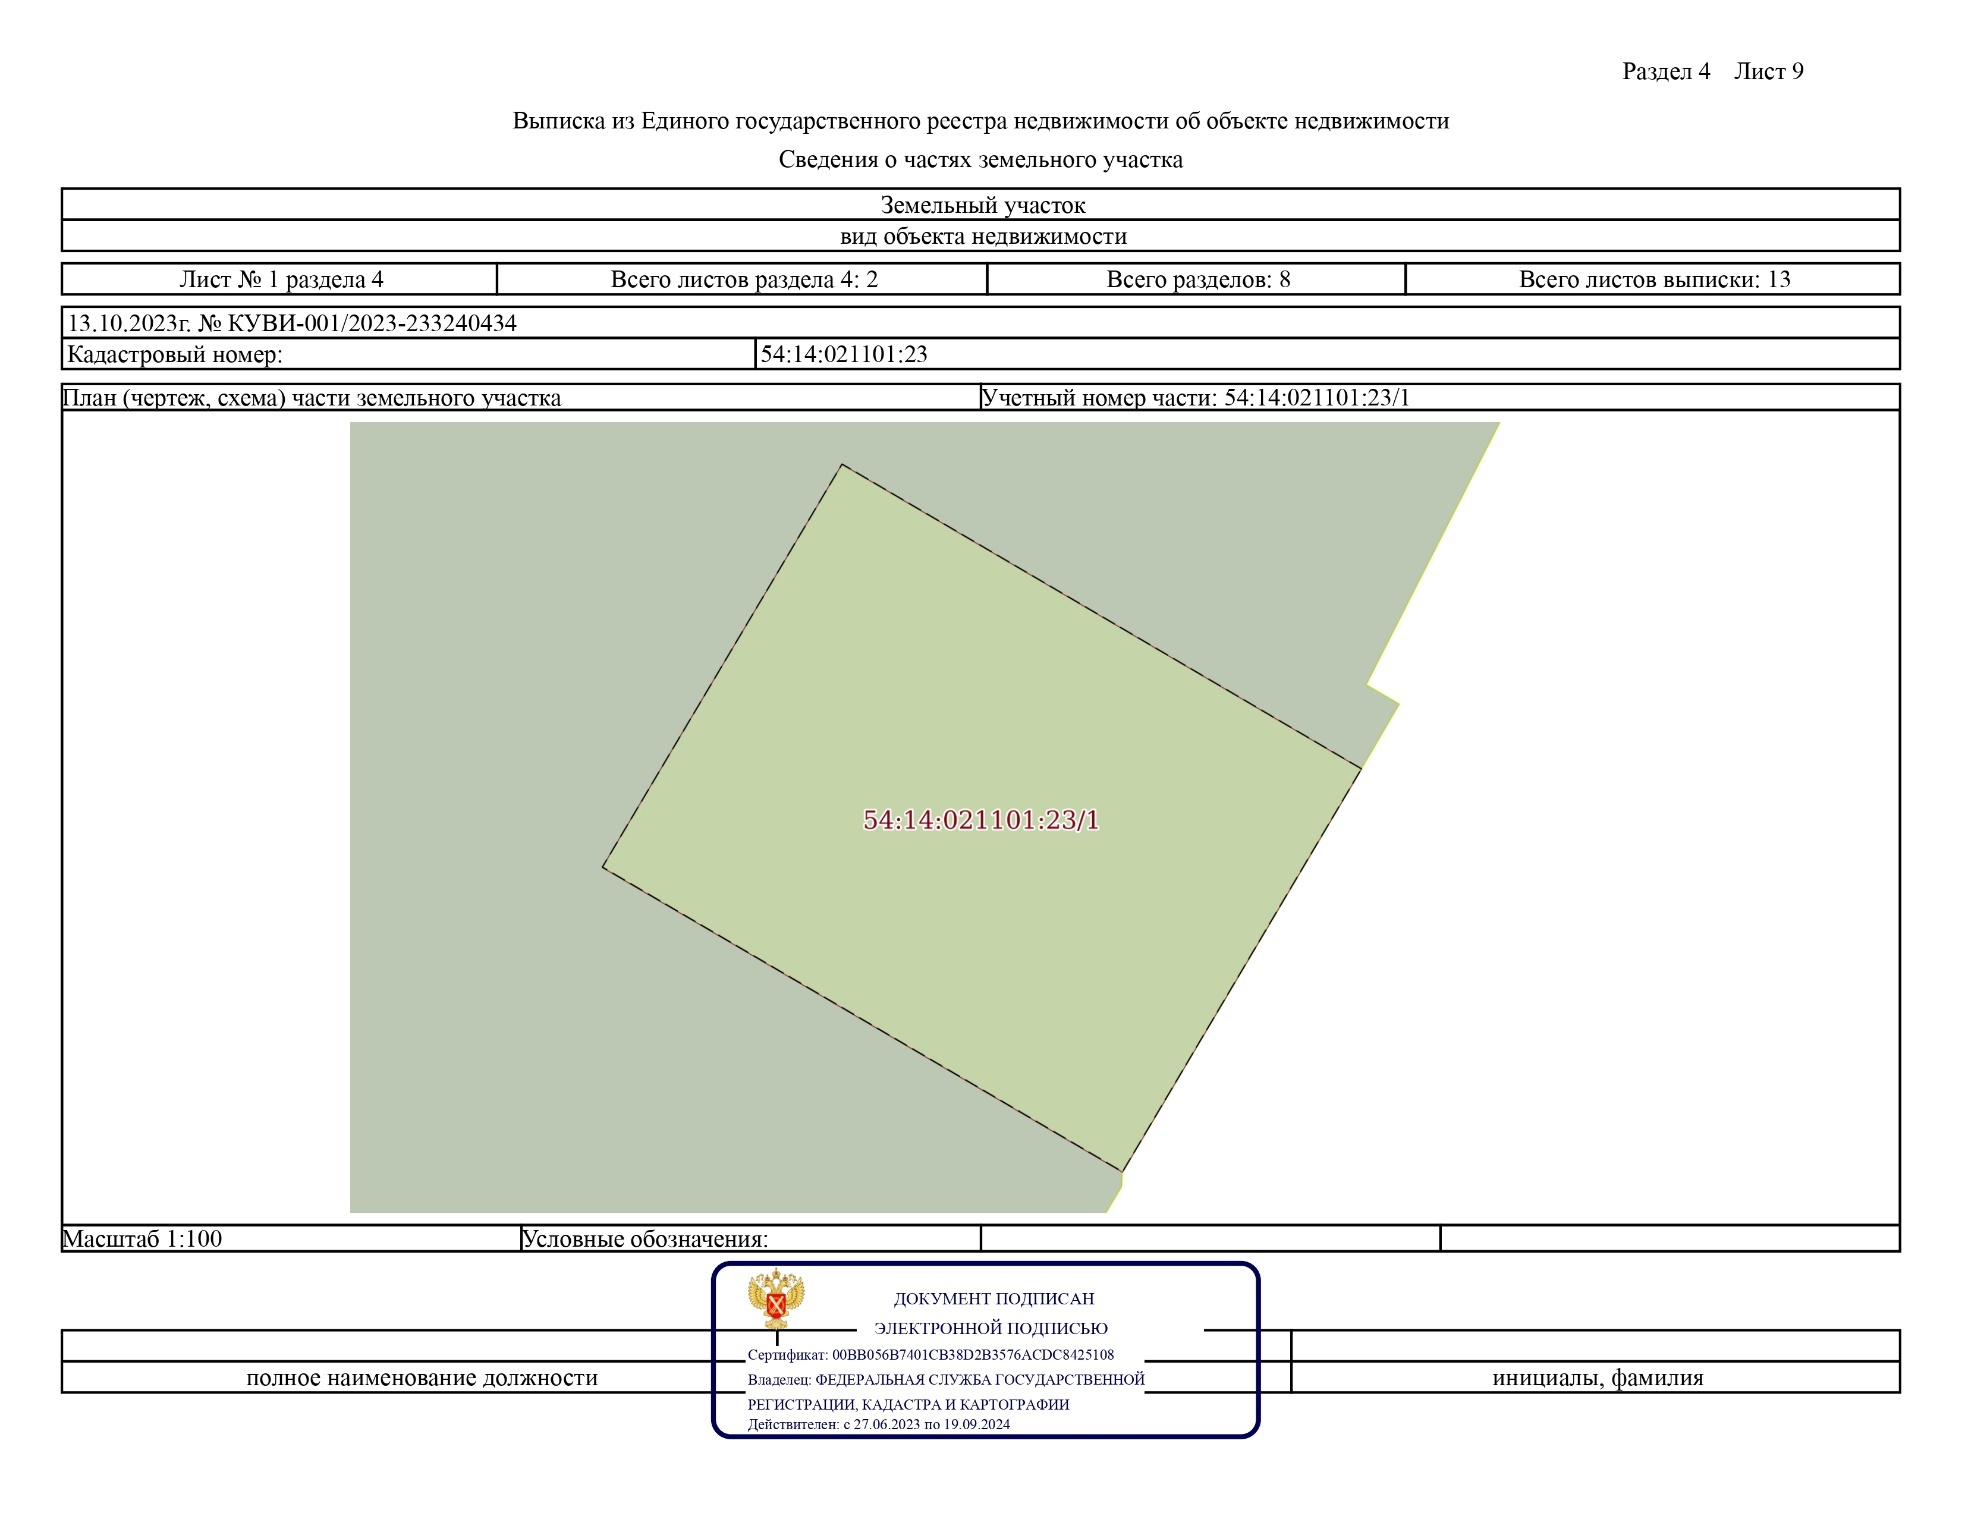 Раздел 4 Лист 9
Выписка из Единого государственного реестра недвижимости об объекте недвижимости
Сведения о частях земельного участка
Земельный участок
вид объекта недвижимости
Лист № 1 раздела 4 Всего листов раздела 4: 2 Всего разделов: 8 Всего листов выписки: 13
13.10.2023г. № КУВИ-001/2023-233240434
Кадастровый номер: 54:14:021101:23
План (чертеж, схема) части земельного участка Учетный номер части: 54:14:021101:23/1
54:14:021101:23/1
Масштаб 1:100 Условные обозначения:
ДОКУМЕНТ ПОДПИСАН
ЭЛЕКТРОННОЙ ПОДПИСЬЮ
Сертификат: 00BB056B7401CB38D2B3576ACDC8425108
Владелец: ФЕДЕРАЛЬНАЯ СЛУЖБА ГОСУДАРСТВЕННОЙ
РЕГИСТРАЦИИ, КАДАСТРА И КАРТОГРАФИИ
Действителен: с 27.06.2023 по 19.09.2024
полное наименование должности инициалы, фамилия